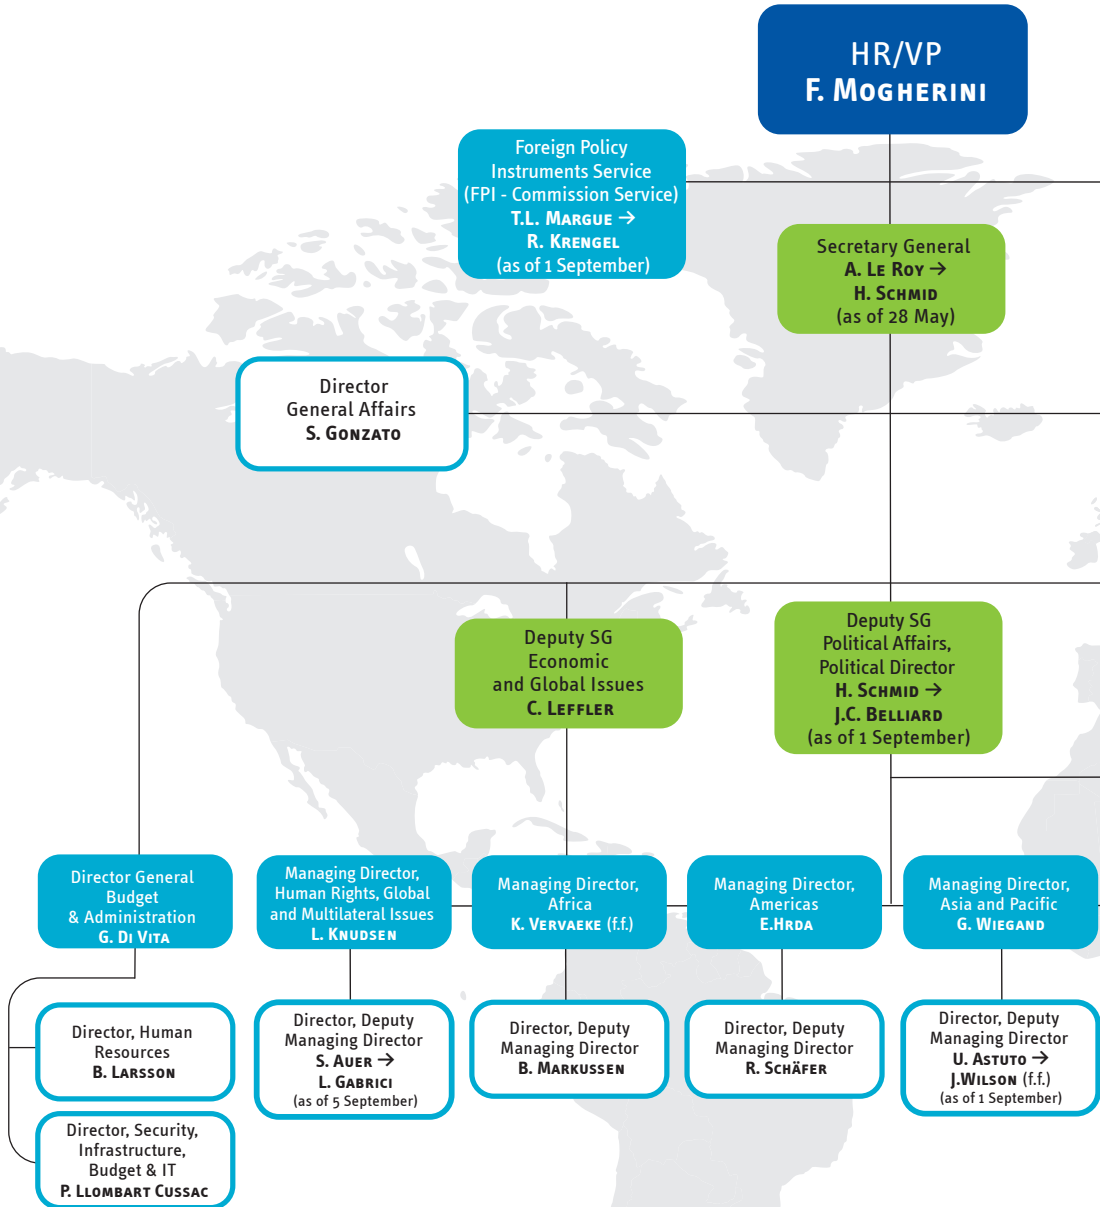 HR/VP
F. MOGHERINI
Foreign Policy
Instruments Service
(FPI - Commission Service)
T.L. MARGUE →
R. KRENGEL
(as of 1 September)
Secretary General
A. LE ROY →
H. SCHMID
(as of 28 May)
Director
General Affairs
S. GONZATO
Deputy SG
Economic
and Global Issues
C. LEFFLER
Deputy SG
Political Affairs,
Political Director
H. SCHMID →
J.C. BELLIARD
(as of 1 September)
Director General
Budget
& Administration
G. DI VITA
Managing Director,
Human Rights, Global
and Multilateral Issues
L. KNUDSEN
Managing Director,
Africa
K. VERVAEKE (f.f.)
Managing Director,
Americas
E.HRDA
Managing Director,
Asia and Pacific
G. WIEGAND
Director, Human
Resources
B. LARSSON
Director, Deputy
Managing Director
S. AUER →
L. GABRICI
(as of 5 September)
Director, Deputy
Managing Director
B. MARKUSSEN
Director, Deputy
Managing Director
R. SCHÄFER
Director, Deputy
Managing Director
U. ASTUTO →
J.WILSON (f.f.)
(as of 1 September)
Director, Security,
Infrastructure,
Budget & IT
P. LLOMBART CUSSAC